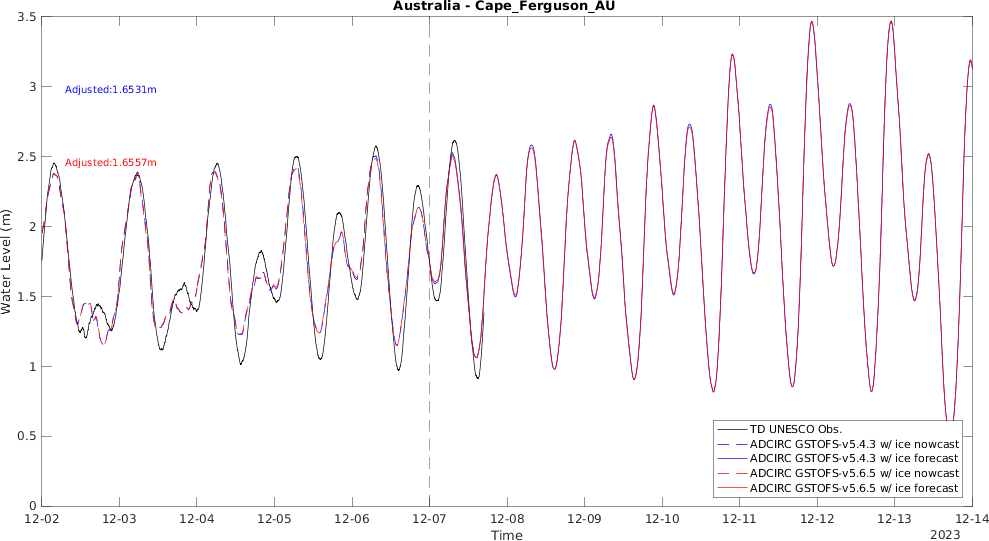 Australia - Cape_Ferguson_AU
3.5
3
2.5
2
1.5
1
0.5
0
Water Level (m)
Adjusted:1.6531m
Adjusted:1.6557m
TD UNESCO Obs.
ADCIRC GSTOFS-v5.4.3 w/ ice nowcast
ADCIRC GSTOFS-v5.4.3 w/ ice forecast
ADCIRC GSTOFS-v5.6.5 w/ ice nowcast
ADCIRC GSTOFS-v5.6.5 w/ ice forecast
12-02 12-03 12-04 12-05 12-06 12-07 12-08 12-09 12-10 12-11 12-12 12-13 12-14
Time
2023